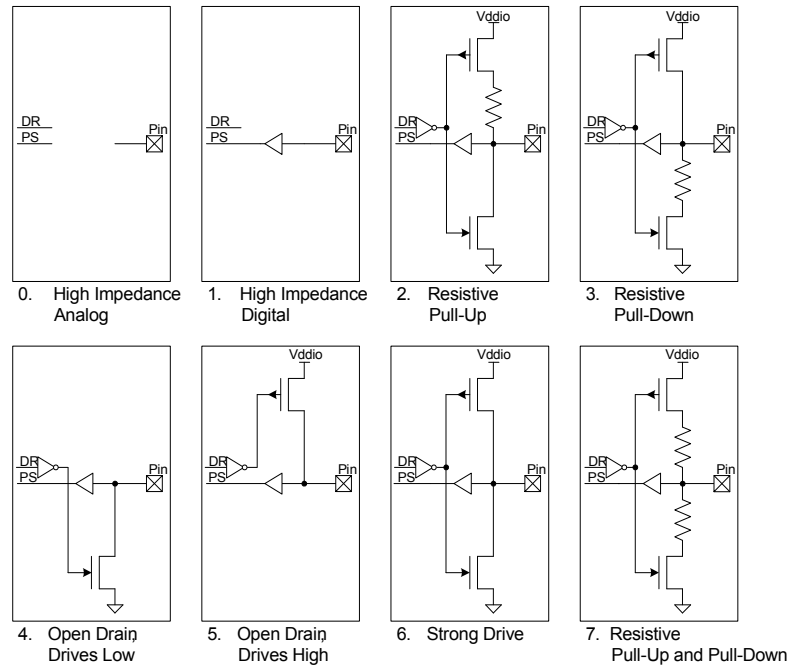 Vddio
Vddio
DR
PS
Pin
DR
PS
Pin
DR
PS
Pin
DR
PS
Pin
0. High Impedance
Analog
1. High Impedance
Digital
2. Resistive
Pull-Up
3. Resistive
Pull-Down
Vddio
Vddio
Vddio
DR
PS
Pin
DR
PS
Pin
DR
PS
Pin
DR
PS
Pin
4. Open Drain,
Drives Low
5. Open Drain,
Drives High
6. Strong Drive
7. Resistive
Pull-Up and Pull-Down